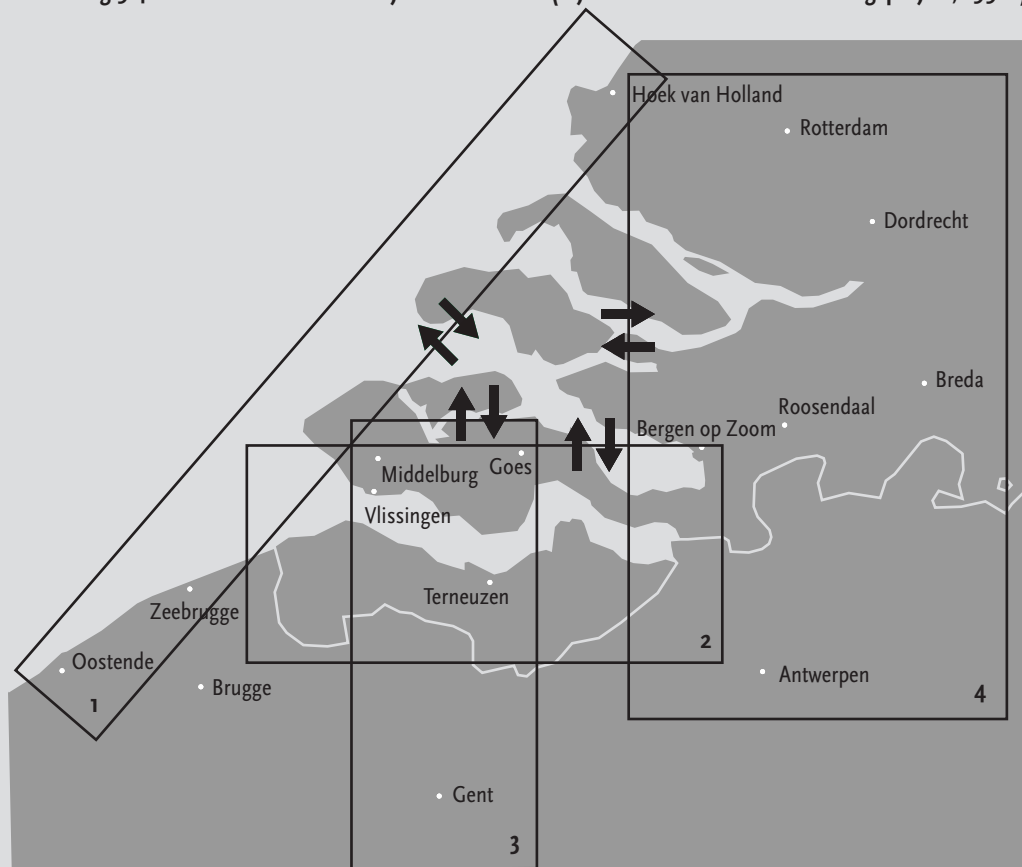 Hoek van Holland
Rotterdam
Dordrecht
Breda
Roosendaal
Bergen op Zoom
Goes
Middelburg
Vlissingen
Terneuzen
Zeebrugge
2
Oostende
Antwerpen
Brugge
4
1
Gent
3